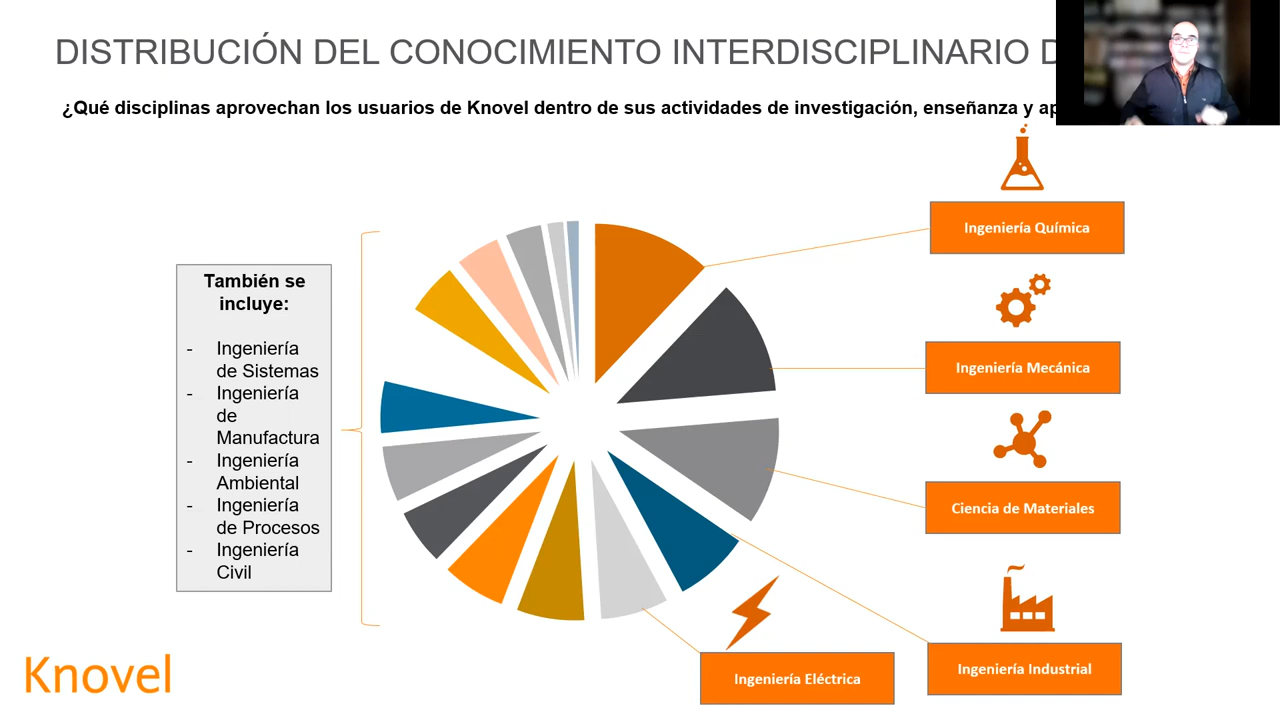 DISTRIBUCIÓN DEL CONOCIMIENTO INTERDISCIPLINARIO
¿Qué disciplinas aprovechan los usuarios de Knovel dentro de sus actividades de investigación, enseñanza y
Ingeniería Química
También se
incluye:
- Ingeniería
de Sistemas
- Ingeniería
de
Manufactura
- Ingeniería
Ambiental
- Ingeniería
de Procesos
- Ingeniería
Civil
Ingeniería Mecánica
Ciencia de Materiales
Ingeniería Industrial
Ingeniería Eléctrica
Knovel